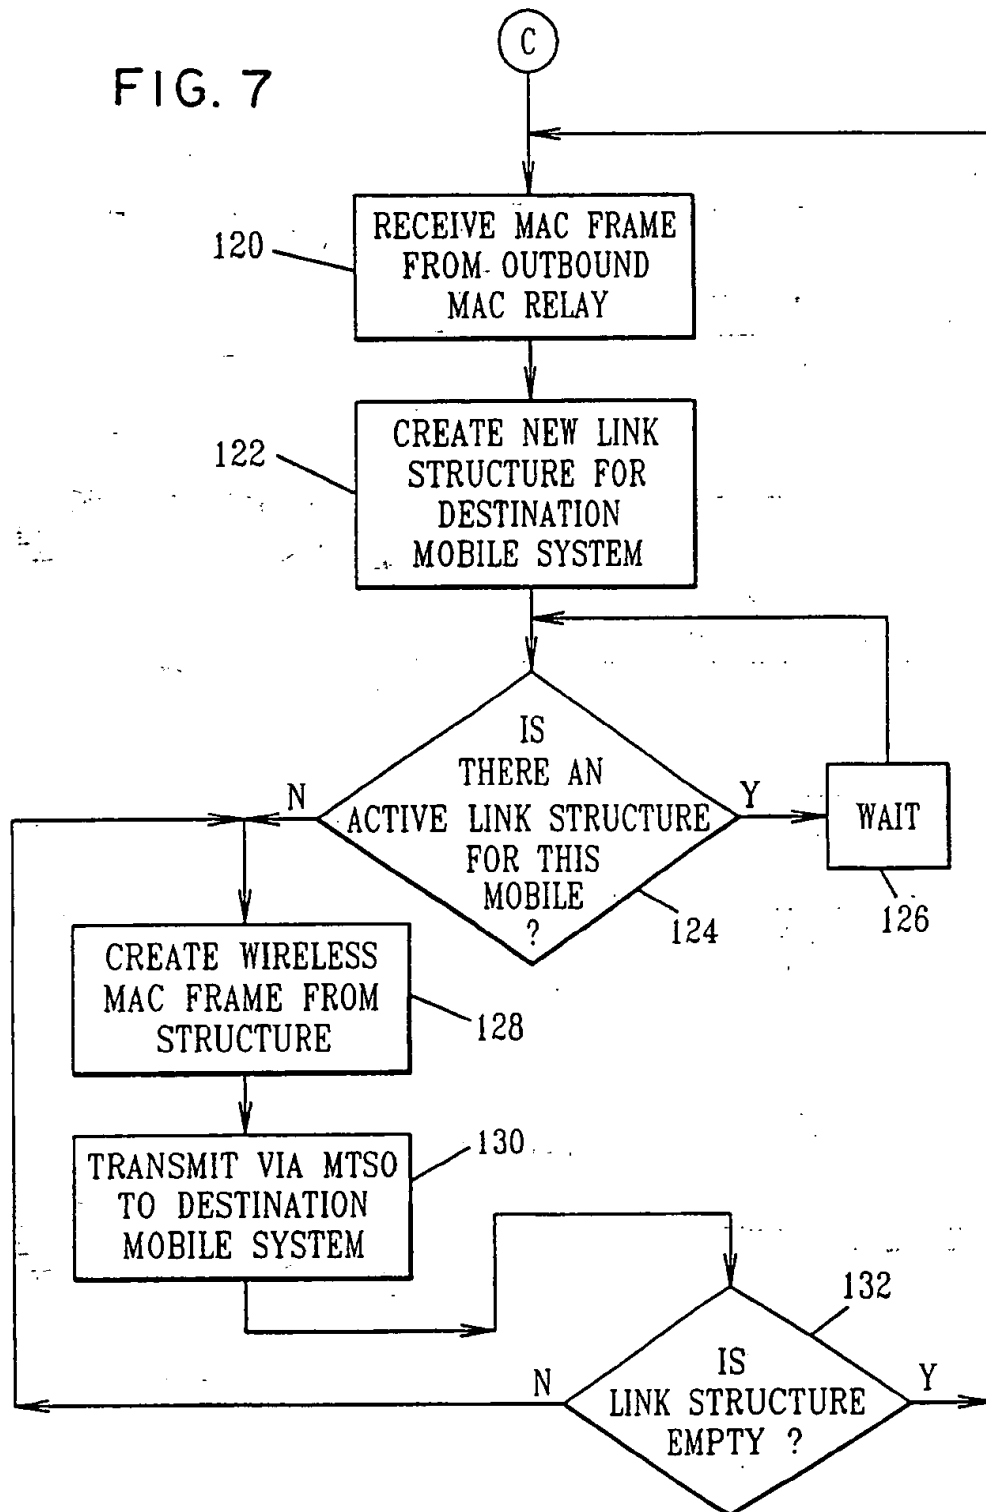 C
FIG. 7
RECEIVE MAC FRAME
FROM OUTBOUND
MAC RELAY
120
CREATE NEW LINK
STRUCTURE FOR
DESTINATION
MOBILE SYSTEM
122
IS
THERE AN
ACTIVE LINK STRUCTURE
FOR THIS
MOBILE
?
N
Y
124
WAIT
126
CREATE WIRELESS
MAC FRAME FROM
STRUCTURE
128
TRANSMIT VIA MTSO
TO DESTINATION
MOBILE SYSTEM
130
132
IS
LINK STRUCTURE
EMPTY ?
N
Y